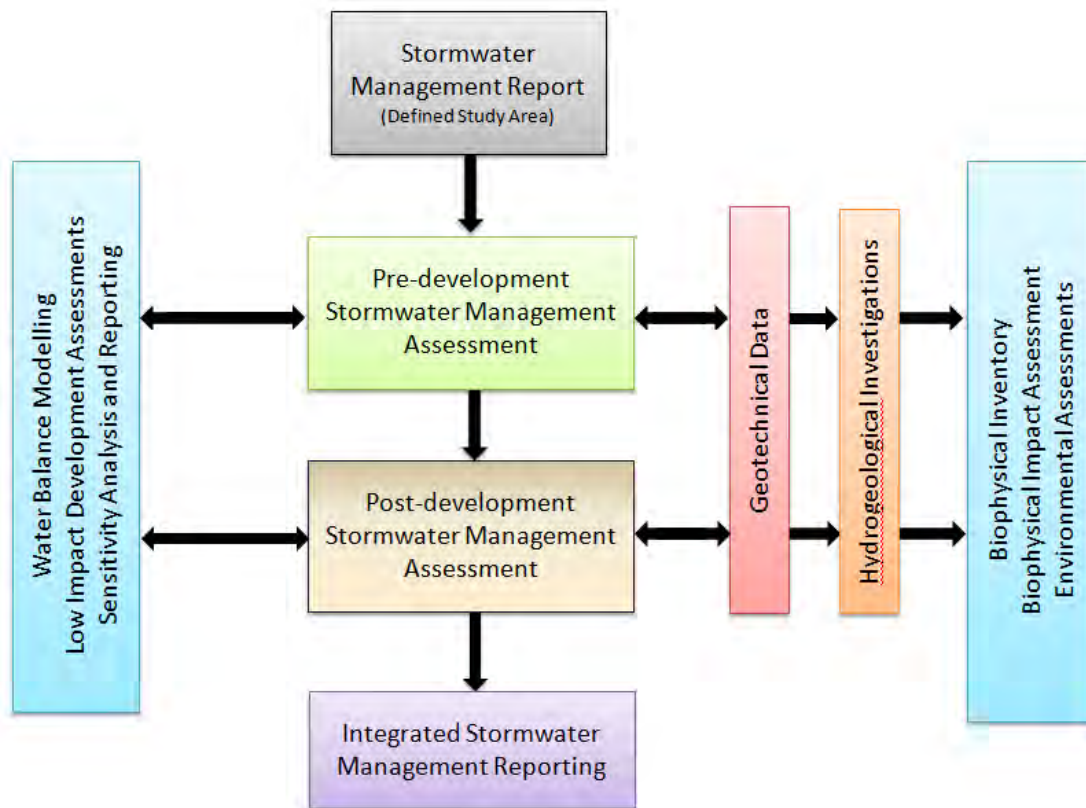 Stormwater
Management Report
(Defined Study Area)
Water Balance Modelling
Low Impact Development Assessments
Sensitivity Analysis and Reporting
Pre-development
Stormwater Management
Assessment
Post-development
Stormwater Management
Assessment
Integrated Stormwater
Management Reporting
Geotechnical Data
Hydrogeological Investigations
Biophysical Inventory
Biophysical Impact Assessment
Environmental Assessments